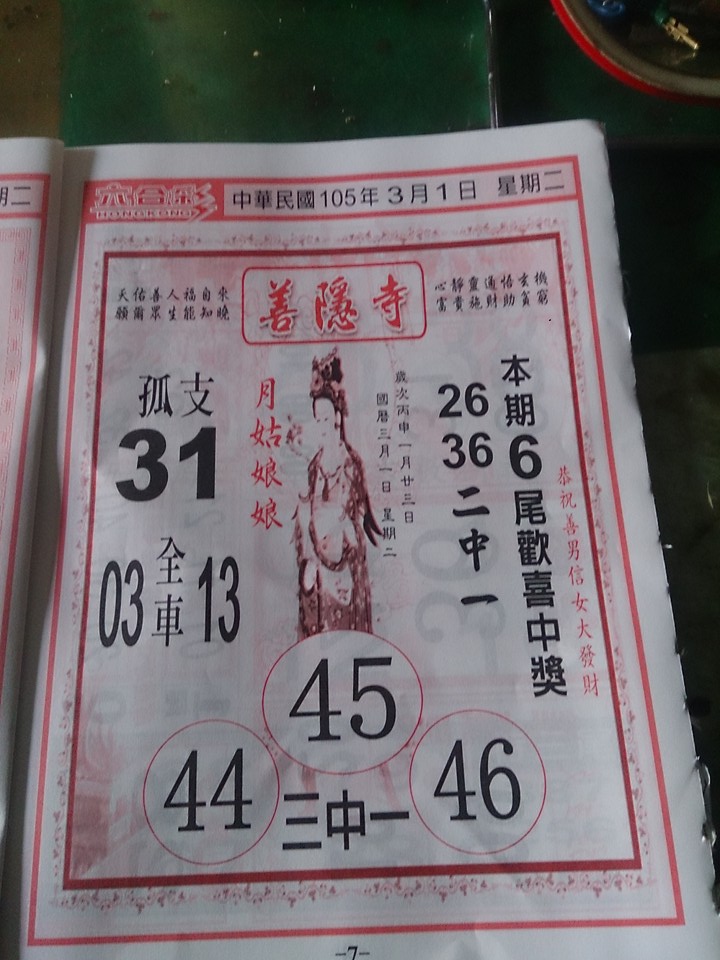 期二
六合彩
HONGKONG
中華民國105年3月1日 星期二
善隱寺
天佑善人福自來
願爾眾生能知曉
心靜靈通悟玄機
富貴施財助貧窮
本期6尾歡喜中獎
恭祝善男信女大發財
26
36
二中一
歲次丙申一月廿三日
國曆三月一日 星期二
月姑娘娘
孤支
31
03 全車 13
45
44
46
三中一
-7-